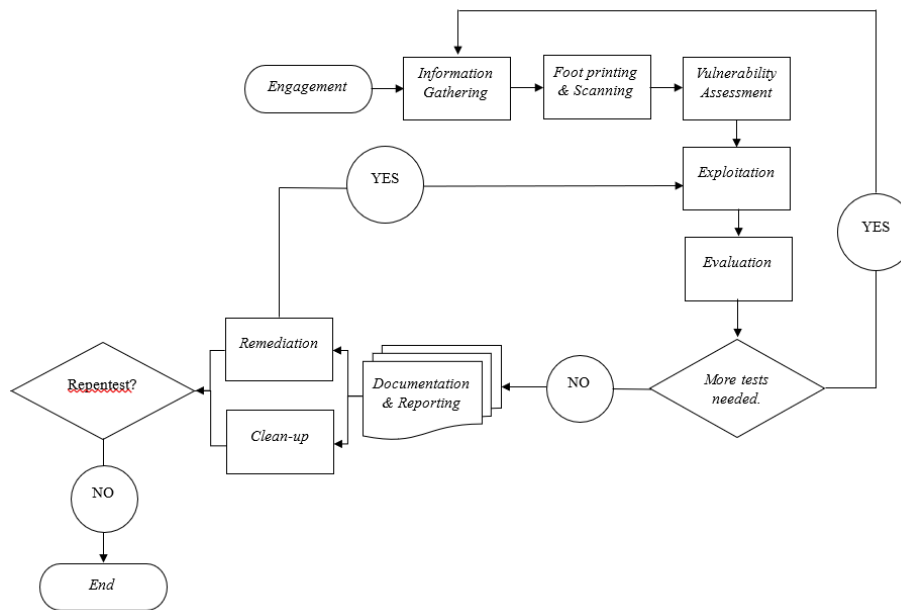 Engagement
Information
Gathering
Foot printing
& Scanning
Vulnerability
Assessment
YES
Exploitation
YES
Evaluation
Remediation
Repentest?
Documentation
& Reporting
NO
More tests
needed.
Clean-up
NO
End